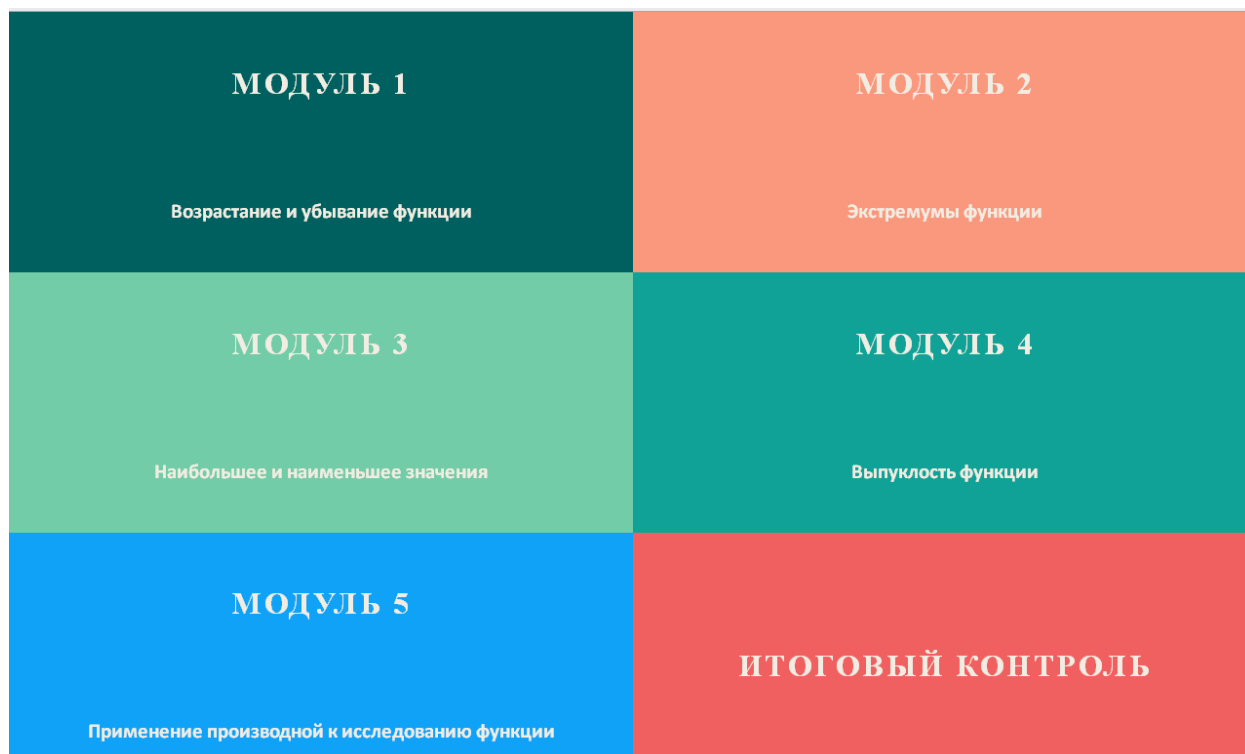 МОДУЛЬ 1
Возрастание и убывание функции
МОДУЛЬ 2
Экстремумы функции
МОДУЛЬ 3
Наибольшее и наименьшее значения
МОДУЛЬ 4
Выпуклость функции
МОДУЛЬ 5
Применение производной к исследованию функции
ИТОГОВЫЙ КОНТРОЛЬ